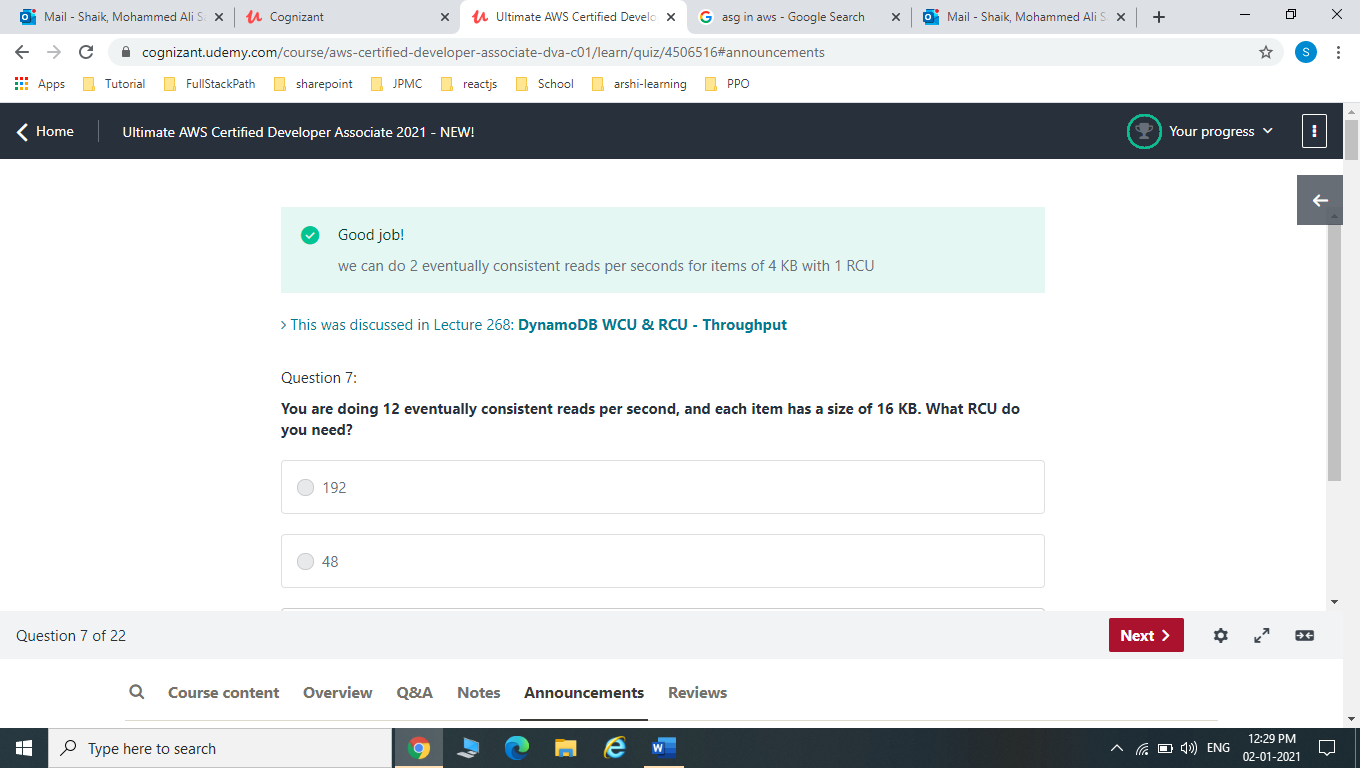 Mail - Shaik, Mohammed Ali S
Cognizant
Ultimate AWS Certified Develo
asg in aws - Google Search
Mail - Shaik, Mohammed Ali S
cognizant.udemy.com/course/aws-certified-developer-associate-dva-c01/learn/quiz/4506516#announcements
S
Apps Tutorial FullStackPath sharepoint JPMC reactjs School arshi-learning PPO
Home Ultimate AWS Certified Developer Associate 2021 - NEW! Your progress
Good job!
we can do 2 eventually consistent reads per seconds for items of 4 KB with 1 RCU
> This was discussed in Lecture 268: DynamoDB WCU & RCU - Throughput
Question 7:
You are doing 12 eventually consistent reads per second, and each item has a size of 16 KB. What RCU do
you need?
192
48
Question 7 of 22 Next
Course content Overview Q&A Notes Announcements Reviews
Type here to search
ENG
12:29 PM
02-01-2021